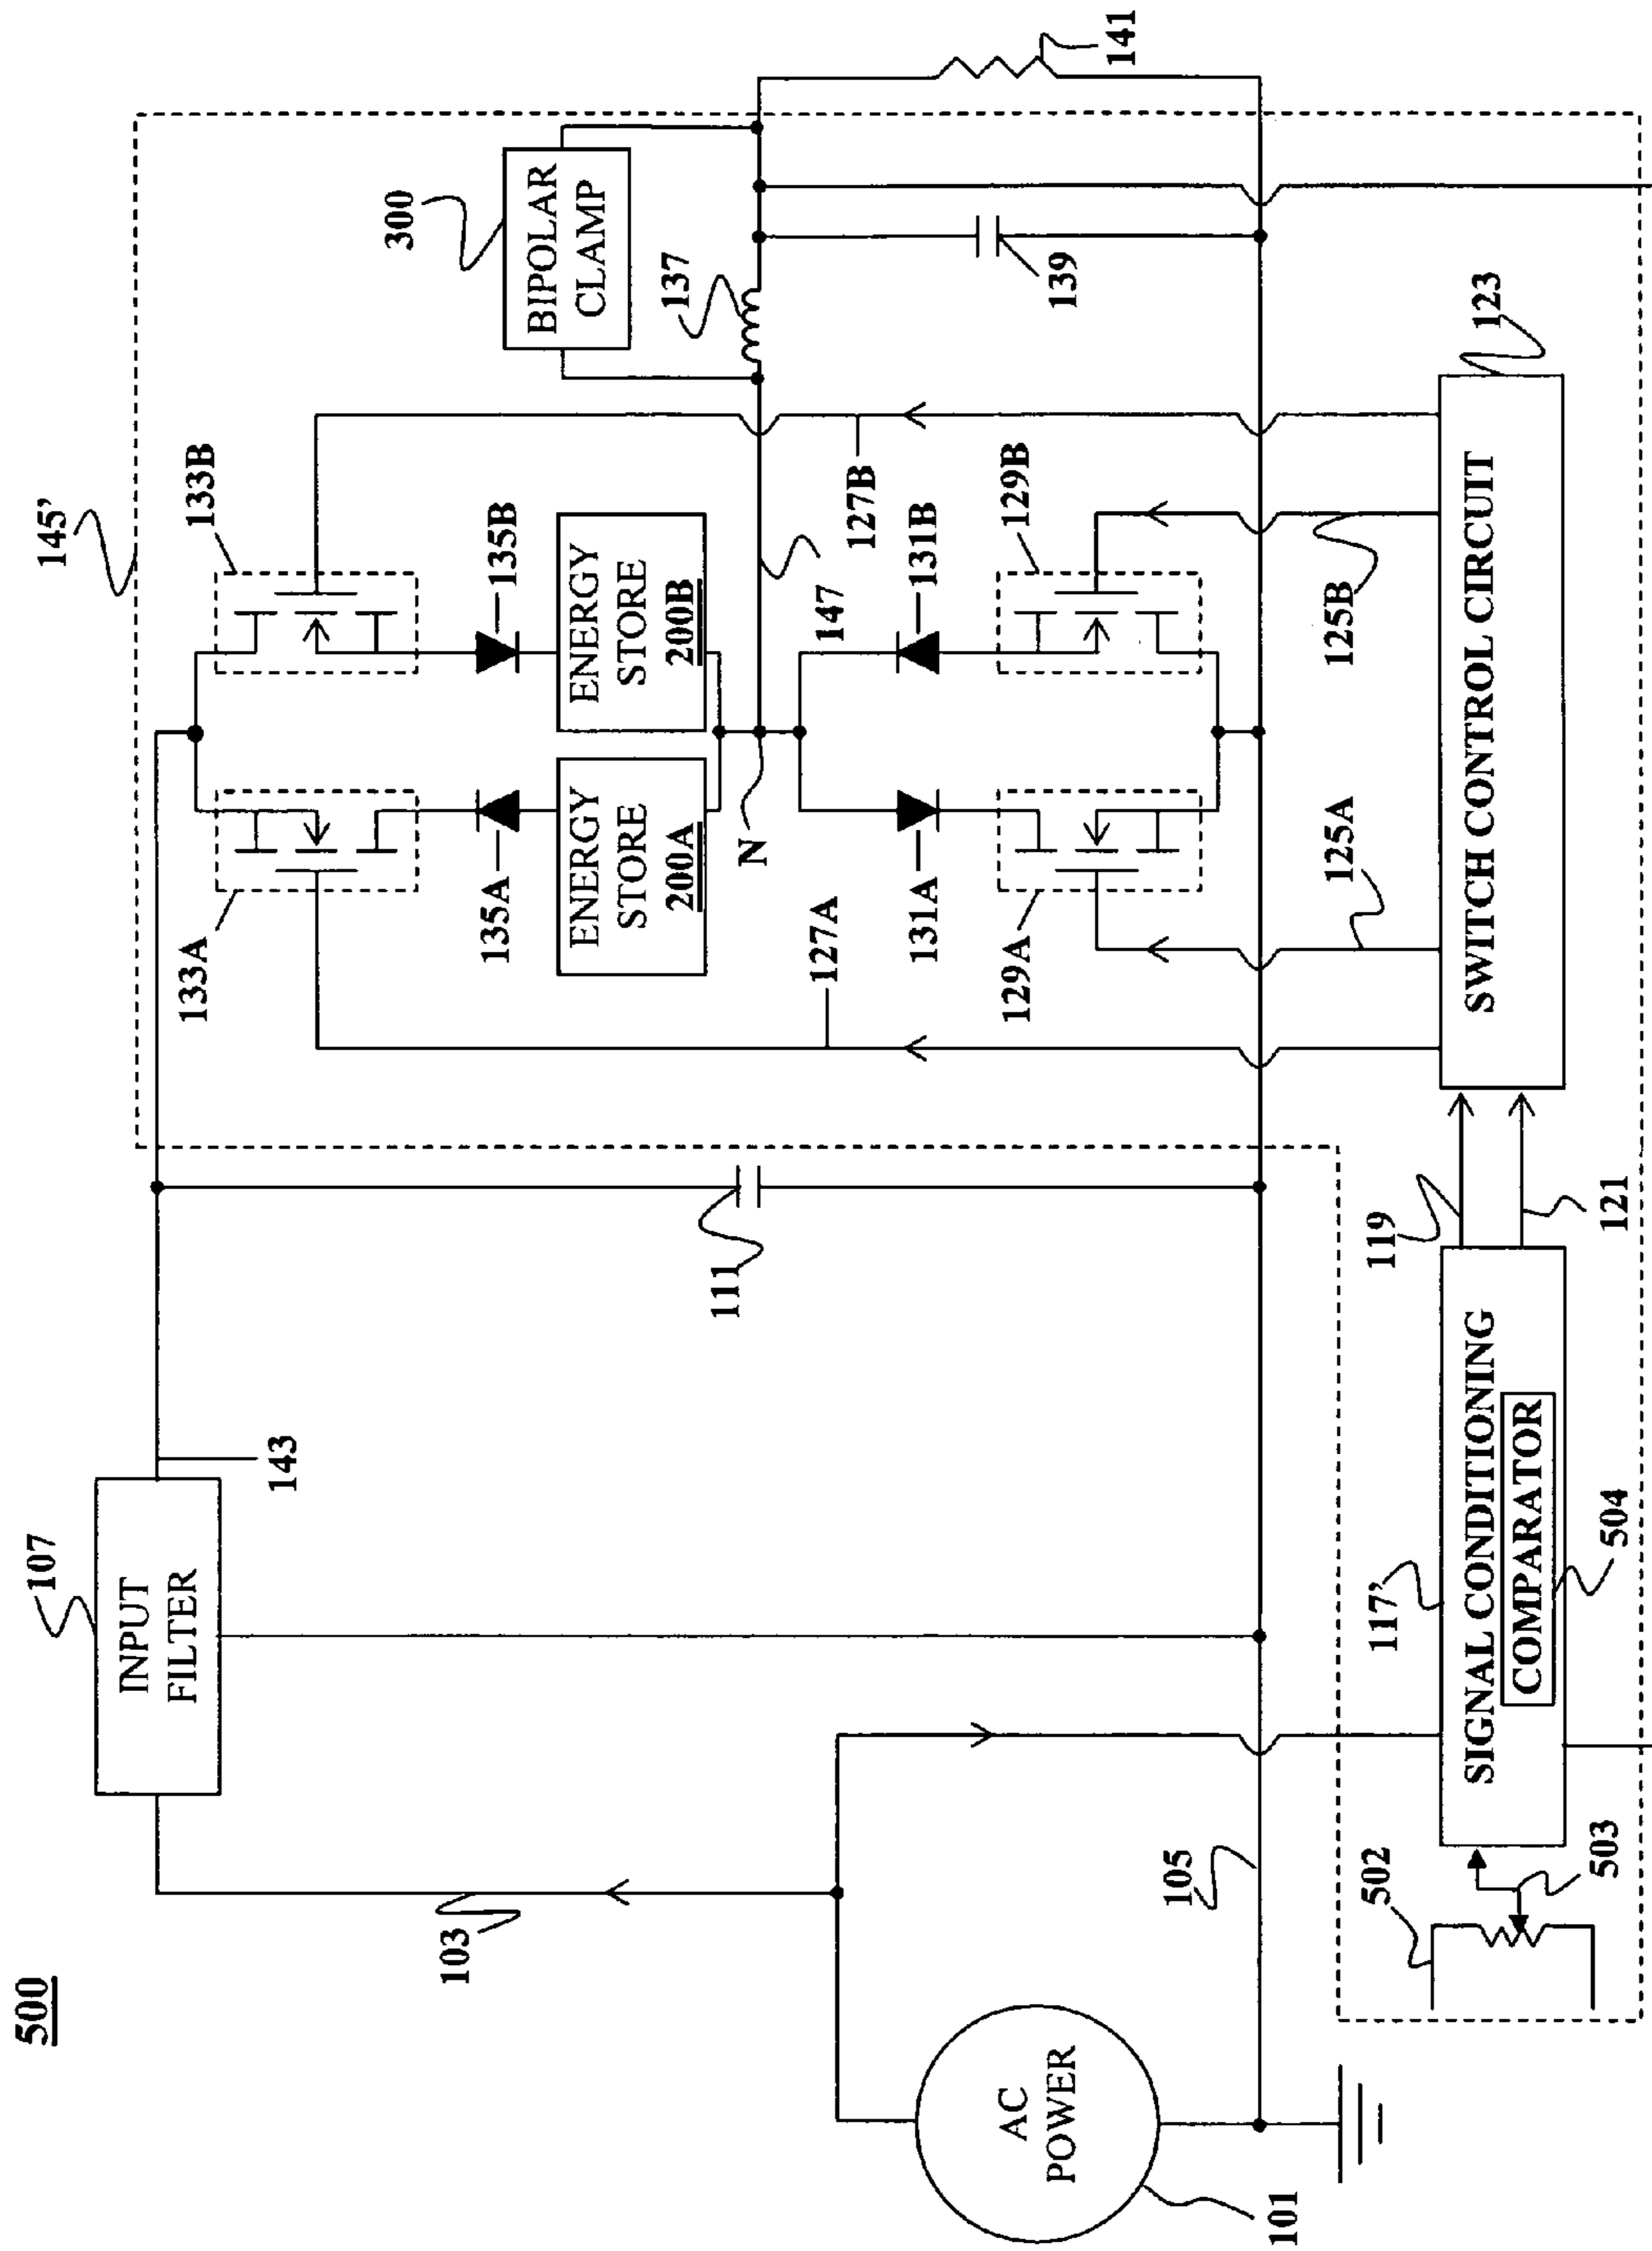 500
145'
107
INPUT
FILTER
143
133A
133B
300
BIPOLAR
CLAMP
135A
135B
137
141
ENERGY
STORE
200A
ENERGY
STORE
200B
103
111
127A
N
147
127B
131A
131B
139
129A
129B
AC
POWER
101
105
125A
125B
123
502
503
117'
119
121
SIGNAL CONDITIONING
COMPARATOR
504
SWITCH CONTROL CIRCUIT